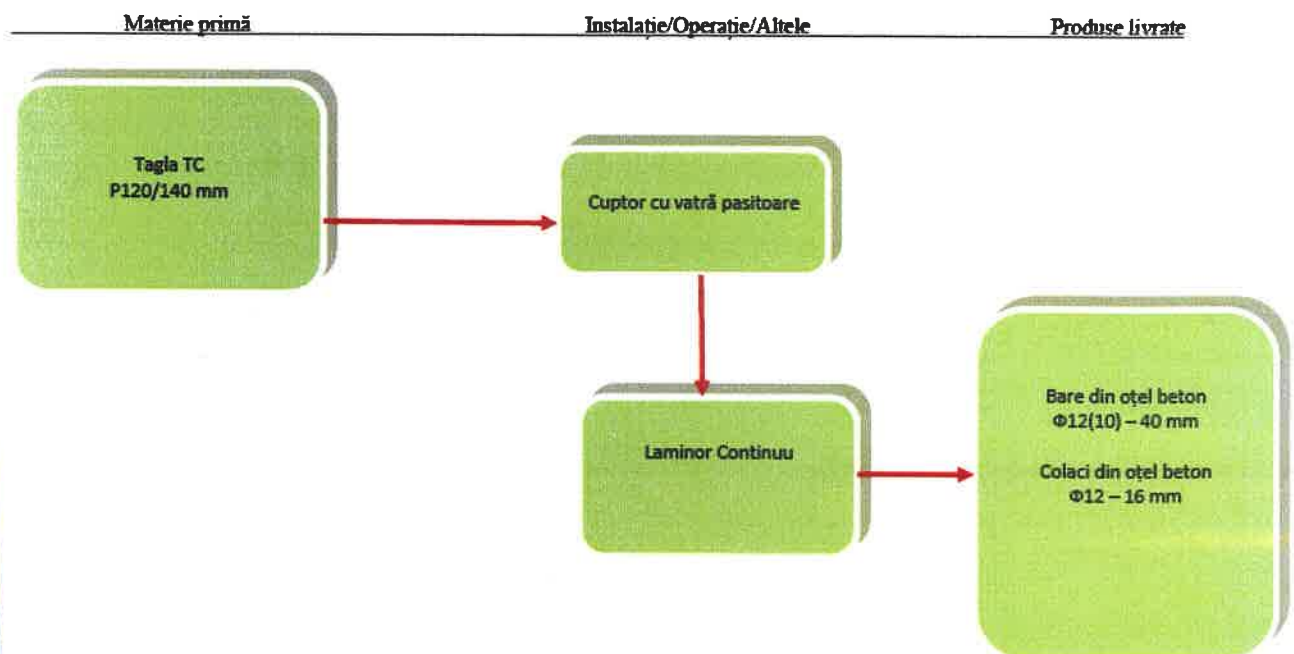 Materie primă
Instalație/Operație/Altele
Produse livrate
Tagla TC
P120/140 mm
Cuptor cu vatră pasitoare
Laminor Continuu
Bare din oțel beton
Φ12(10) – 40 mm
Colaci din oțel beton
Φ12 – 16 mm